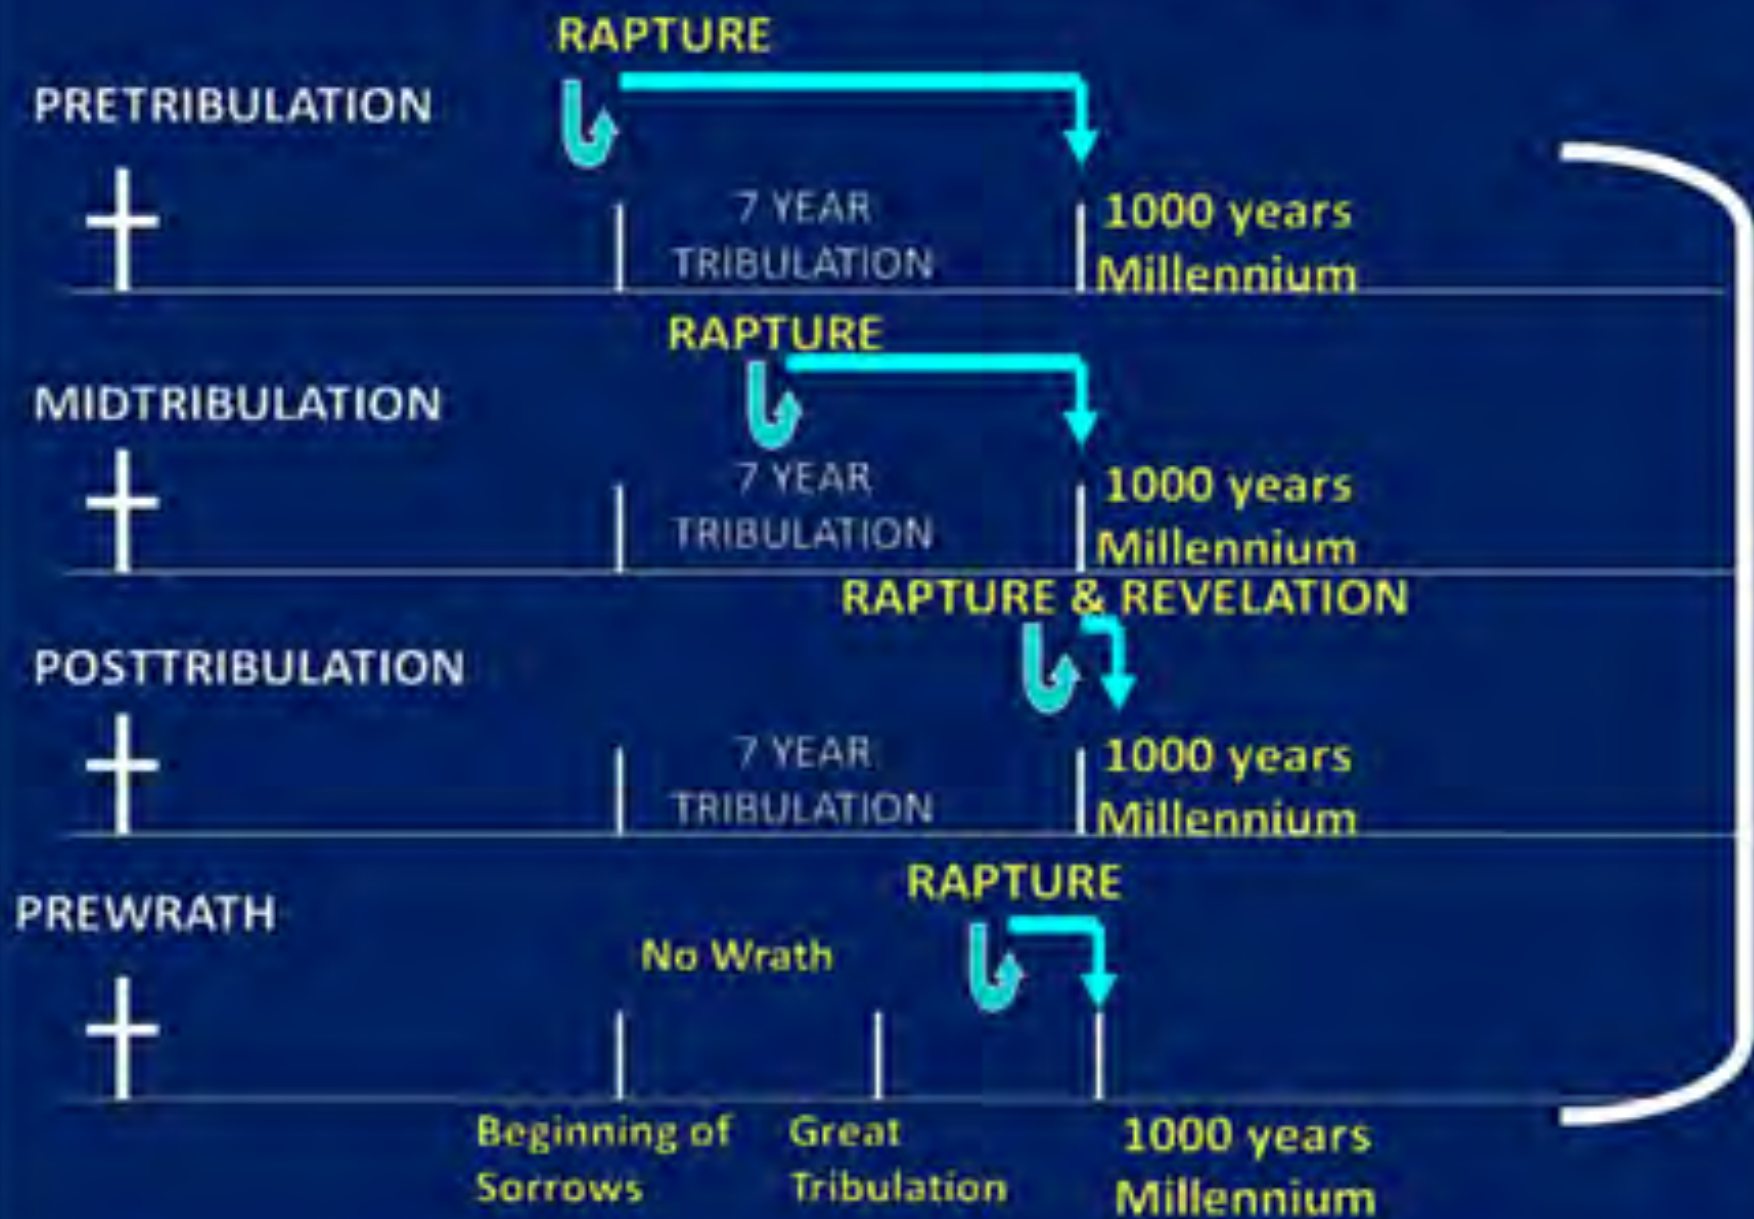 RAPTURE
PRETRIBULATION
7 YEAR
TRIBULATION
1000 years
Millennium
RAPTURE
MIDTRIBULATION
7 YEAR
TRIBULATION
1000 years
Millennium
RAPTURE & REVELATION
POSTTRIBULATION
7 YEAR
TRIBULATION
1000 years
Millennium
RAPTURE
PREWRATH
No Wrath
Beginning of
Sorrows
Great
Tribulation
1000 years
Millennium